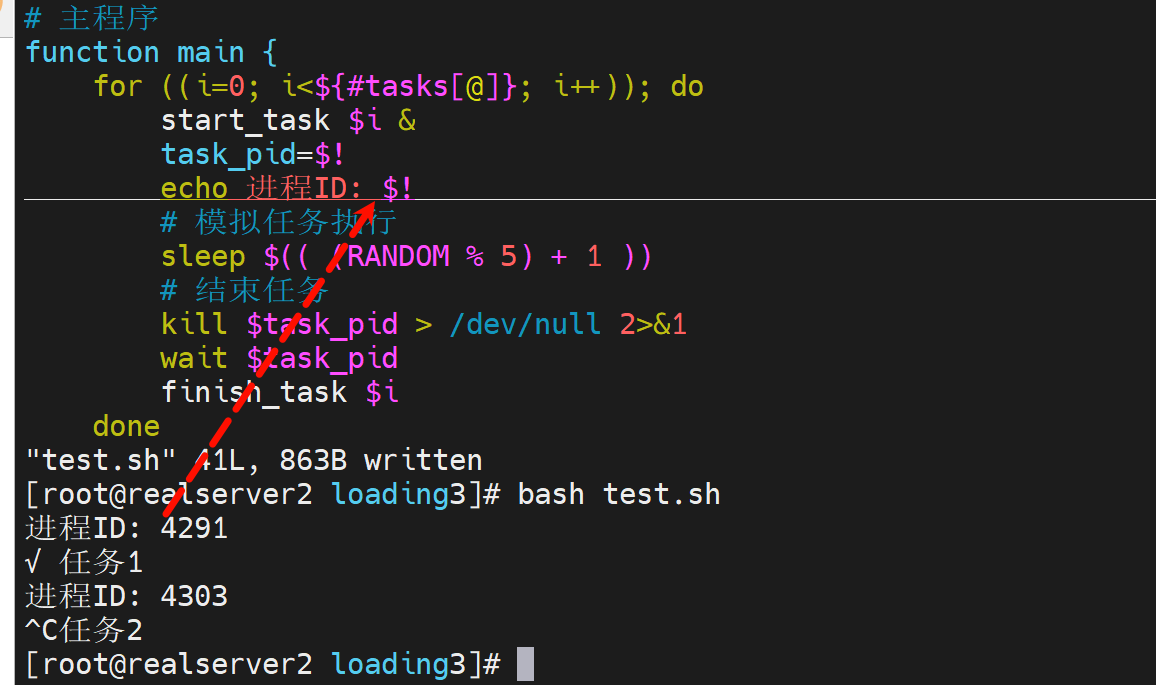 # 主程序
function main {
    for ((i=0; i<${#tasks[@]}; i++)); do
        start_task $i &
        task_pid=$!
        echo 进程ID: $!
        # 模拟任务执行
        sleep $(( (RANDOM % 5) + 1 ))
        # 结束任务
        kill $task_pid > /dev/null 2>&1
        wait $task_pid
        finish_task $i
    done
"test.sh" 41L, 863B written
[root@realserver2 loading3]# bash test.sh
进程ID: 4291
√ 任务1
进程ID: 4303
^C任务2
[root@realserver2 loading3]#